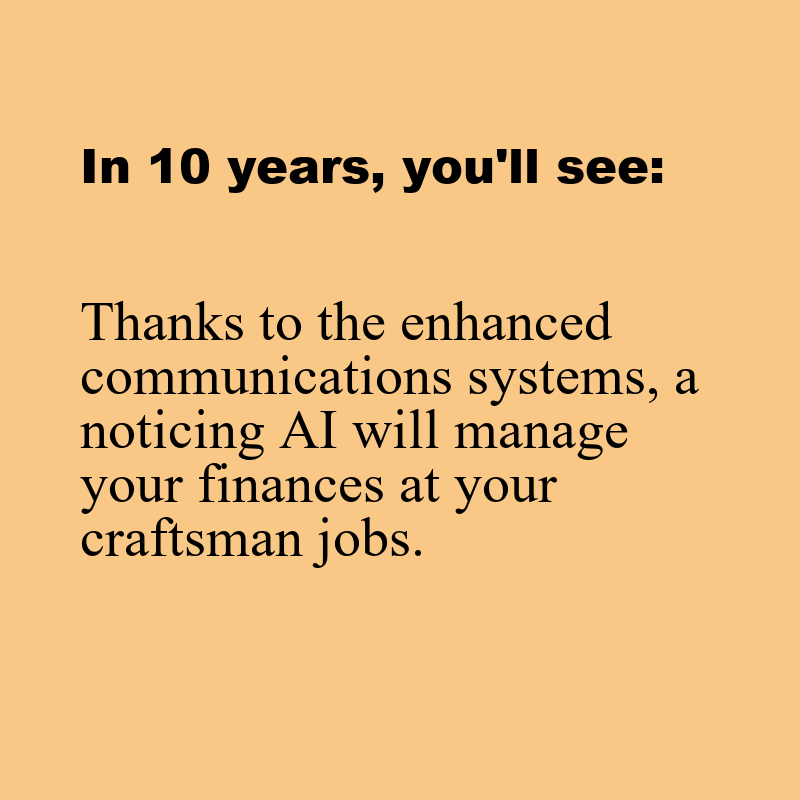 In 10 years, you'll see:
Thanks to the enhanced
communications systems, a
noticing AI will manage
your finances at your
craftsman jobs.